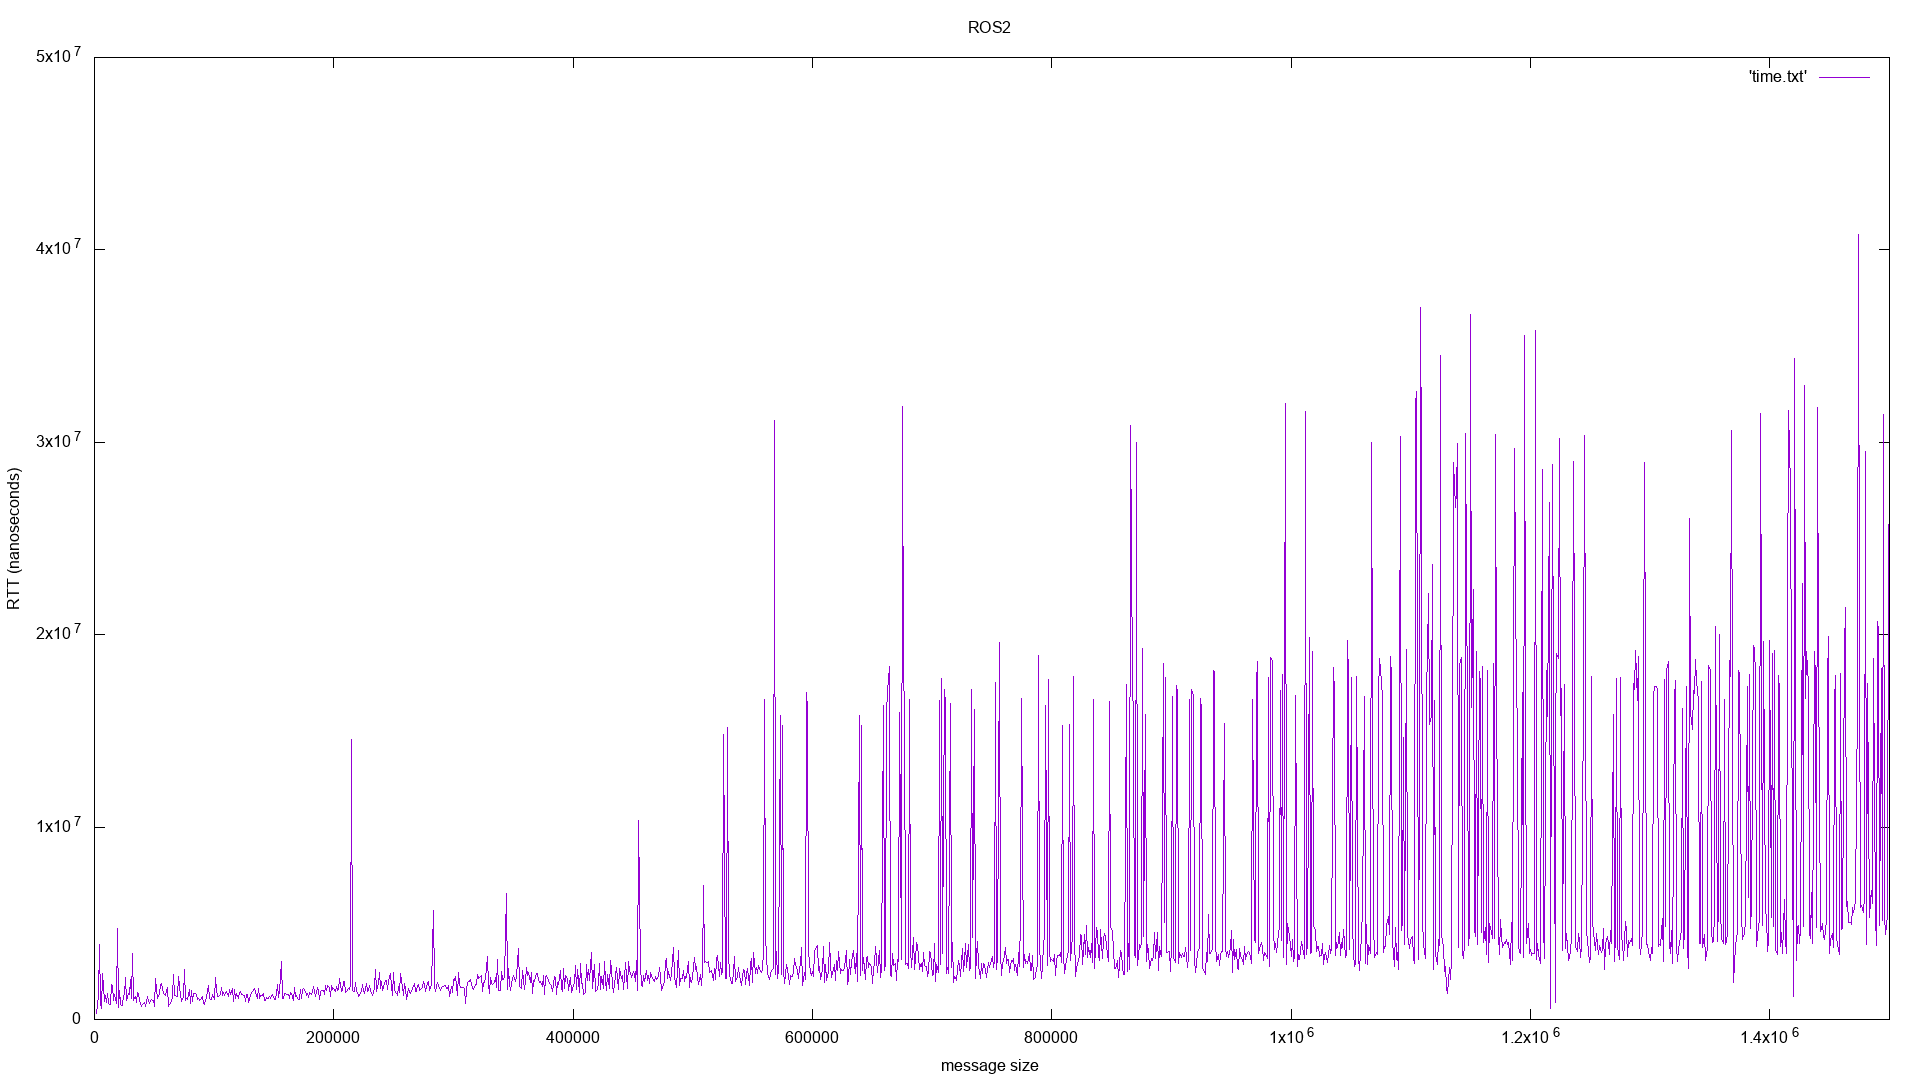 ROS2
5x10^7
'time.txt'
4x10^7
3x10^7
RTT (nanoseconds)
2x10^7
1x10^7
0
0 200000 400000 600000 800000 1x10^6 1.2x10^6 1.4x10^6
message size